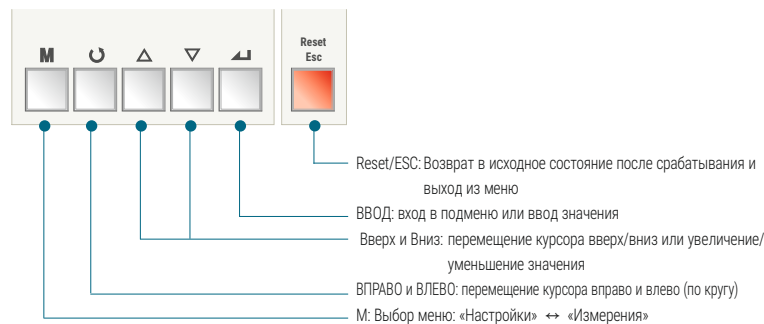 M
Reset
Esc
Reset/ESC: Возврат в исходное состояние после срабатывания и
выход из меню
ВВОД: вход в подменю или ввод значения
Вверх и Вниз: перемещение курсора вверх/вниз или увеличение/
уменьшение значения
ВПРАВО и ВЛЕВО: перемещение курсора вправо и влево (по кругу)
М: Выбор меню: «Настройки» ↔ «Измерения»